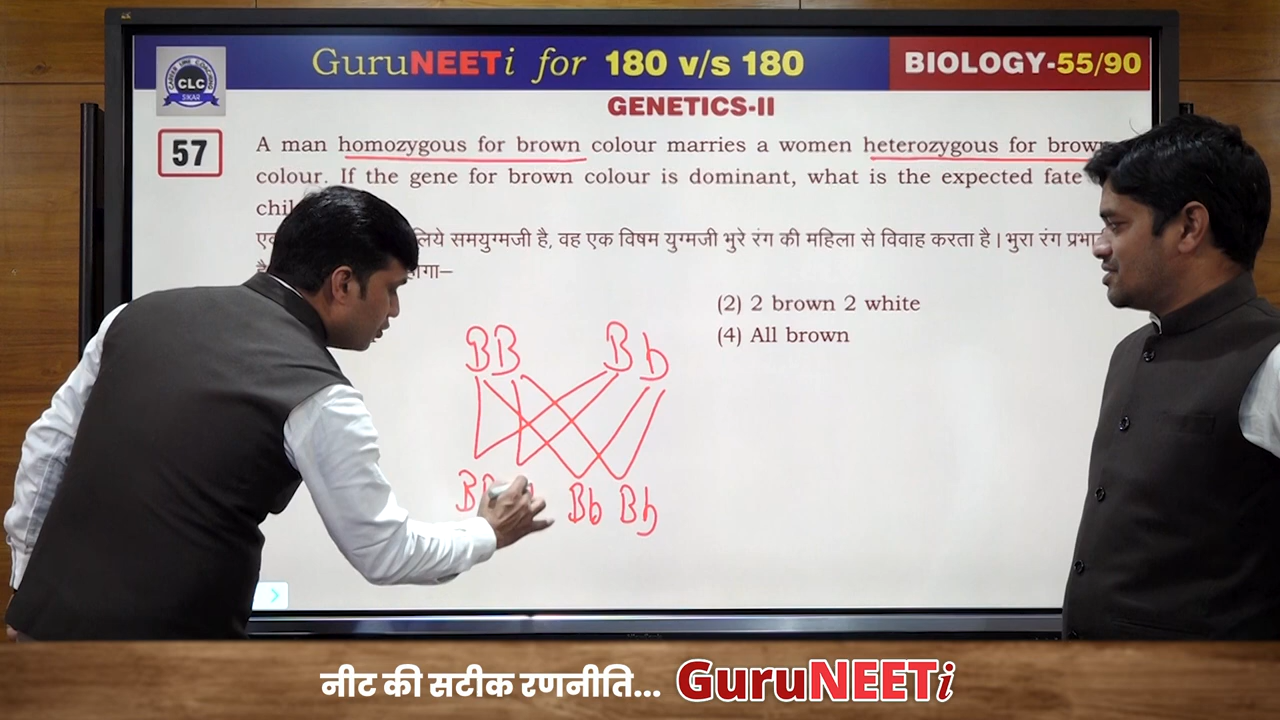 GuruNEETi for 180 v/s 180
BIOLOGY-55/90
CLC
SIKAR
GENETICS-II
57
A man homozygous for brown colour marries a women heterozygous for brown
colour. If the gene for brown colour is dominant, what is the expected fate
समयुग्मजी है, वह एक विषम युग्मजी भुरे रंग की महिला से विवाह करता है। भुरा रंग
(2) 2 brown 2 white
(4) All brown
BB Bb
Bb Bb
नीट की सटीक रणनीति... GuruNEETi